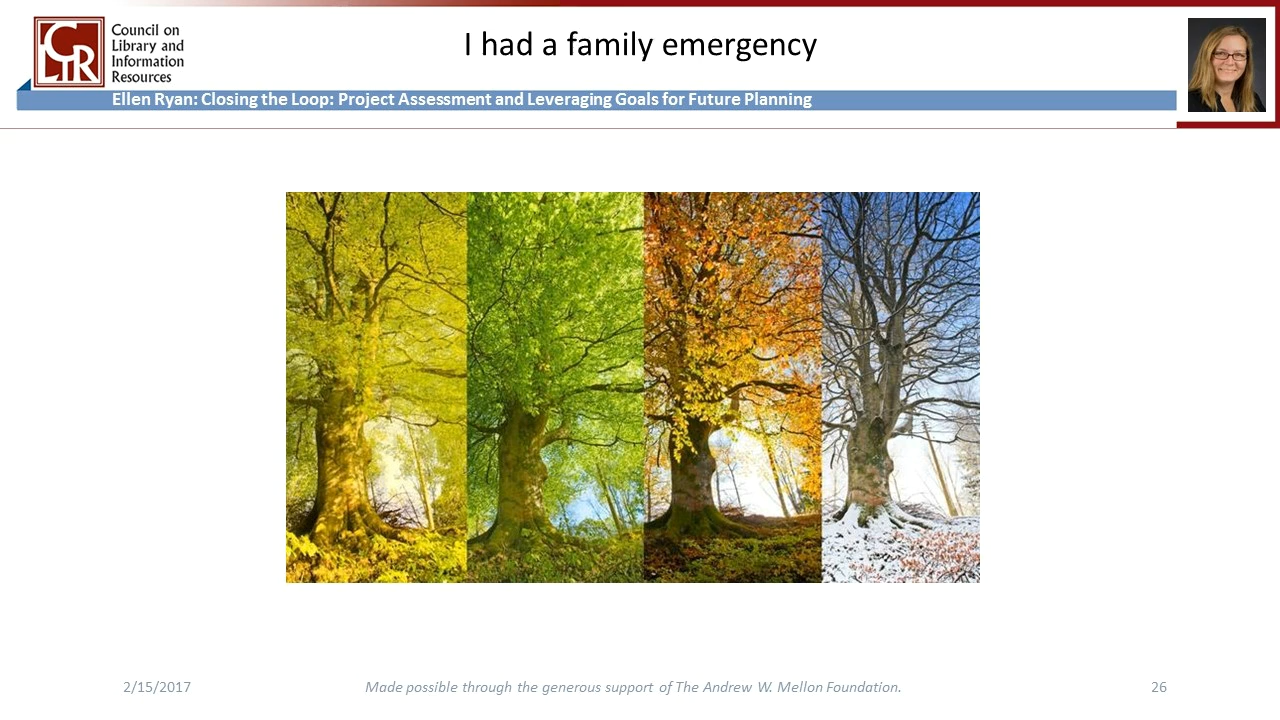 CLIR
Council on
Library and
Information
Resources
I had a family emergency
Ellen Ryan: Closing the Loop: Project Assessment and Leveraging Goals for Future Planning
2/15/2017
Made possible through the generous support of The Andrew W. Mellon Foundation.
26